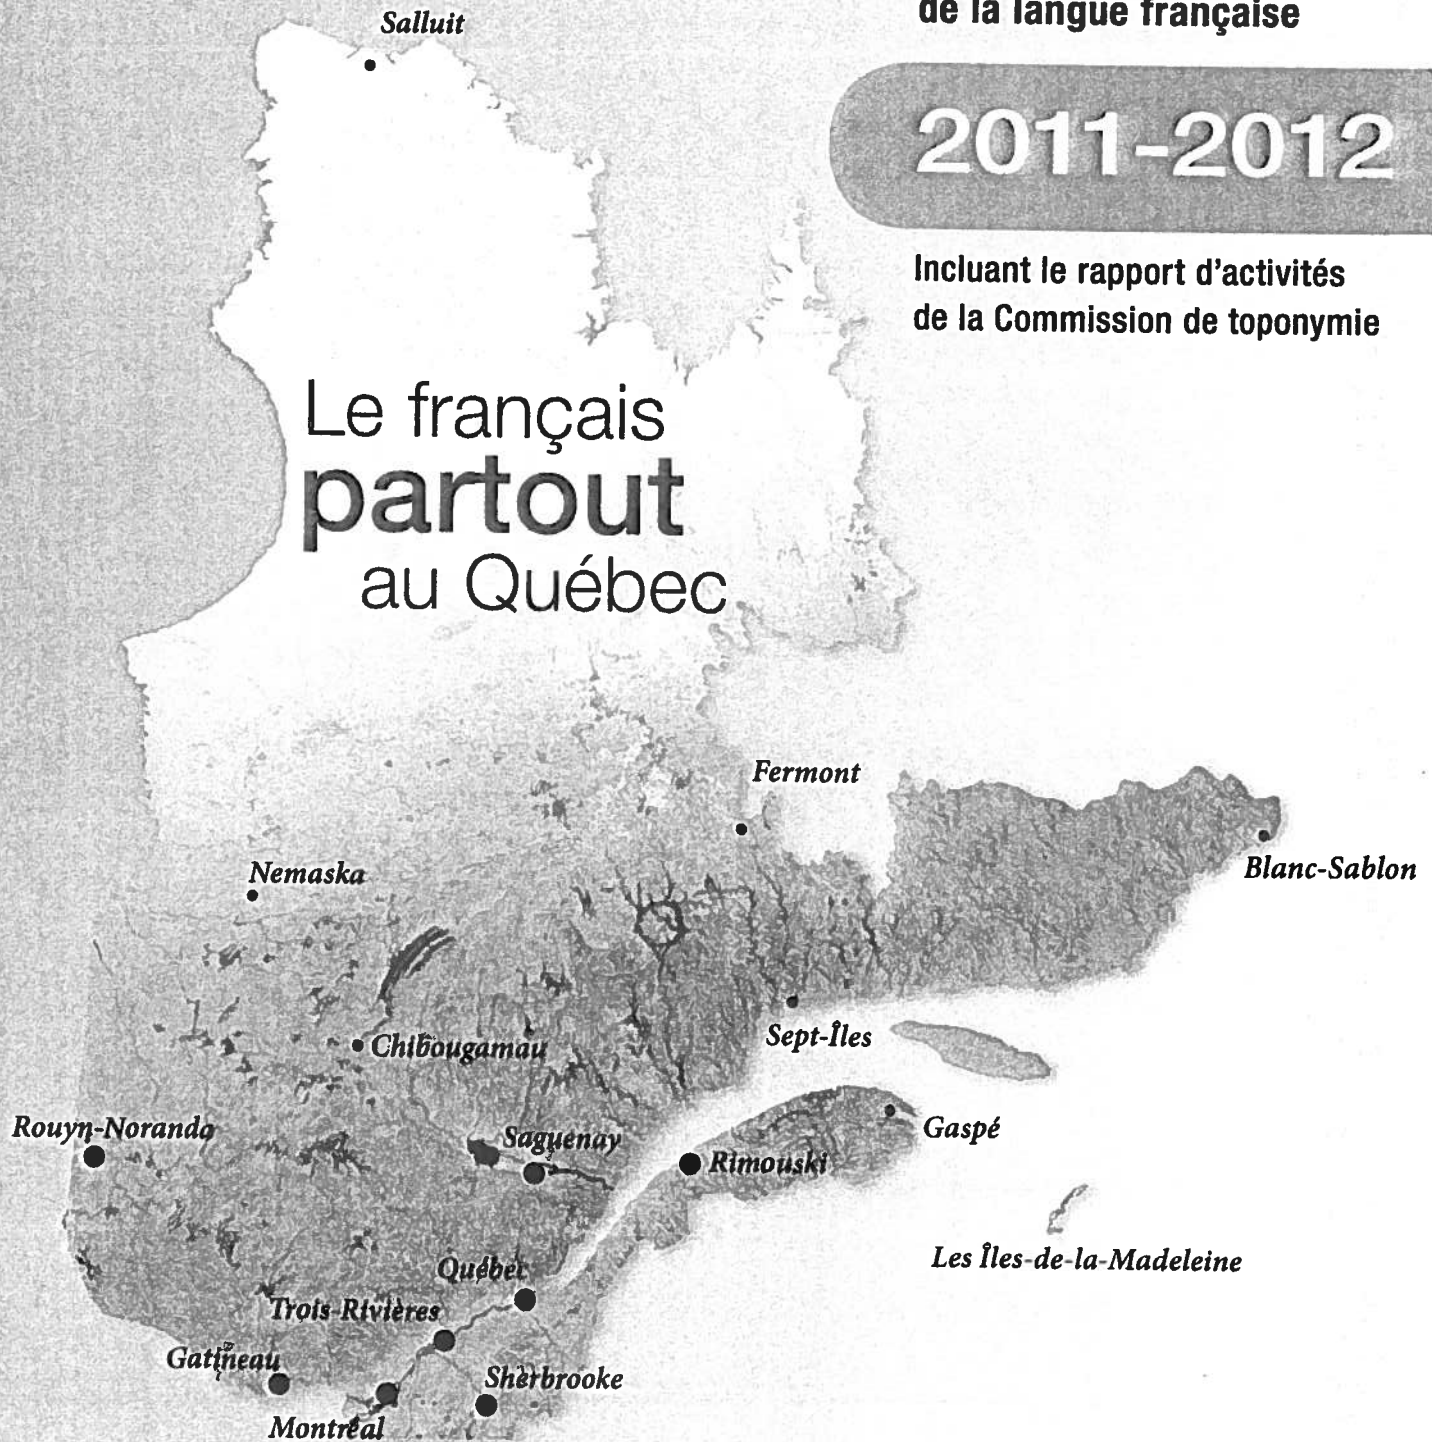 de la langue française
2011-2012
Incluant le rapport d'activités
de la Commission de toponymie
Le français
partout
au Québec
Salluit
Fermont
Blanc-Sablon
Nemaska
Sept-Îles
Chibougamau
Rouyn-Noranda
Saguenay
Gaspé
Rimouski
Les Îles-de-la-Madeleine
Québec
Trois-Rivières
Gatineau
Sherbrooke
Montréal